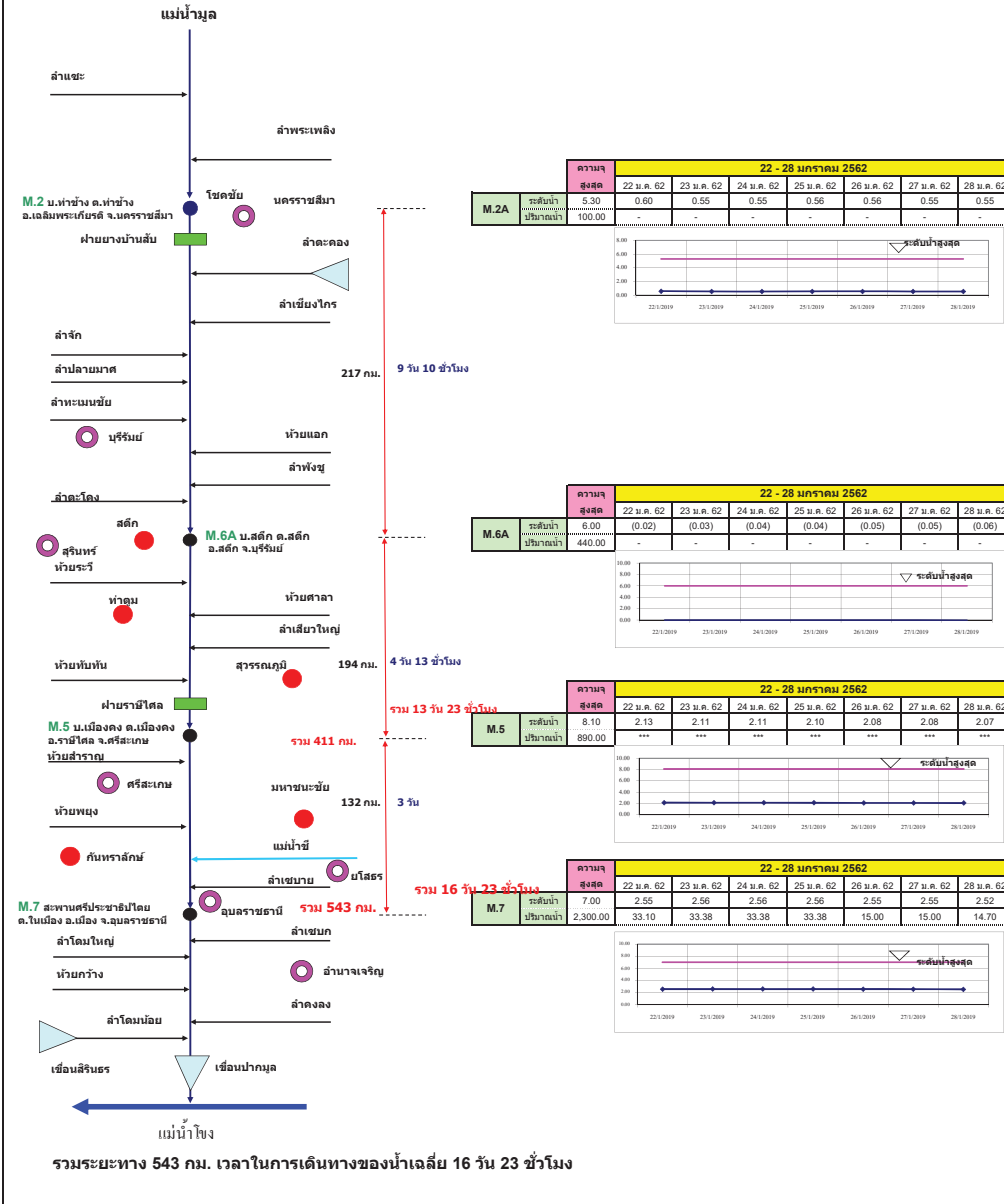 แม่น้ำมูล
ลำแชะ
ลำพระเพลิง
M.2 บ.ท่าช้าง ต.ท่าช้าง
อ.เฉลิมพระเกียรติ จ.นครราชสีมา
โชคชัย
นครราชสีมา
ฝายยางบ้านสับ
ลำตะคอง
ลำเชียงไกร
ลำจัก
ลำปลายมาศ
217 กม.
9 วัน 10 ชั่วโมง
ลำทะเมนชัย
บุรีรัมย์
ห้วยแอก
ลำพังชู
ลำตะโคง
สตึก
M.6A บ.สตึก ต.สตึก
อ.สตึก จ.บุรีรัมย์
สุรินทร์
ห้วยระวี
ท่าตูม
ห้วยศาลา
ลำเสียวใหญ่
ห้วยทับทัน
สุวรรณภูมิ
194 กม.
4 วัน 13 ชั่วโมง
ฝายราษีไศล
รวม 13 วัน 23 ชั่วโมง
M.5 บ.เมืองคง ต.เมืองคง
อ.ราษีไศล จ.ศรีสะเกษ
รวม 411 กม.
ห้วยสำราญ
ศรีสะเกษ
มหาชนะชัย
132 กม.
3 วัน
ห้วยพยุง
แม่น้ำชี
กันทราลักษ์
ยโสธร
ลำเซบาย
รวม 16 วัน 23 ชั่วโมง
อุบลราชธานี
รวม 543 กม.
M.7 สะพานศรีประชาธิปไตย
ต.ในเมือง อ.เมือง จ.อุบลราชธานี
ลำเซบก
ลำโดมใหญ่
อำนาจเจริญ
ห้วยกว้าง
ลำดงลง
ลำโดมน้อย
เขื่อนสิรินธร
เขื่อนปากมูล
แม่น้ำโขง
รวมระยะทาง 543 กม. เวลาในการเดินทางของน้ำเฉลี่ย 16 วัน 23 ชั่วโมง
ความจุ 22 - 28 มกราคม 2562
สูงสุด 22 ม.ค. 62 23 ม.ค. 62 24 ม.ค. 62 25 ม.ค. 62 26 ม.ค. 62 27 ม.ค. 62 28 ม.ค. 62
M.2A ระดับน้ำ 5.30 0.60 0.55 0.55 0.56 0.56 0.55 0.55
ปริมาณน้ำ 100.00 - - - - - - -
ระดับน้ำสูงสุด
8.00
6.00
4.00
2.00
0.00
22/1/2019 23/1/2019 24/1/2019 25/1/2019 26/1/2019 27/1/2019 28/1/2019
ความจุ 22 - 28 มกราคม 2562
สูงสุด 22 ม.ค. 62 23 ม.ค. 62 24 ม.ค. 62 25 ม.ค. 62 26 ม.ค. 62 27 ม.ค. 62 28 ม.ค. 62
M.6A ระดับน้ำ 6.00 (0.02) (0.03) (0.04) (0.04) (0.05) (0.05) (0.06)
ปริมาณน้ำ 440.00 - - - - - - -
ระดับน้ำสูงสุด
10.00
8.00
6.00
4.00
2.00
0.00
22/1/2019 23/1/2019 24/1/2019 25/1/2019 26/1/2019 27/1/2019 28/1/2019
ความจุ 22 - 28 มกราคม 2562
สูงสุด 22 ม.ค. 62 23 ม.ค. 62 24 ม.ค. 62 25 ม.ค. 62 26 ม.ค. 62 27 ม.ค. 62 28 ม.ค. 62
M.5 ระดับน้ำ 8.10 2.13 2.11 2.11 2.10 2.08 2.08 2.07
ปริมาณน้ำ 890.00 *** *** *** *** *** *** ***
ระดับน้ำสูงสุด
10.00
8.00
6.00
4.00
2.00
0.00
22/1/2019 23/1/2019 24/1/2019 25/1/2019 26/1/2019 27/1/2019 28/1/2019
ความจุ 22 - 28 มกราคม 2562
สูงสุด 22 ม.ค. 62 23 ม.ค. 62 24 ม.ค. 62 25 ม.ค. 62 26 ม.ค. 62 27 ม.ค. 62 28 ม.ค. 62
M.7 ระดับน้ำ 7.00 2.55 2.56 2.56 2.56 2.55 2.55 2.52
ปริมาณน้ำ 2,300.00 33.10 33.38 33.38 33.38 15.00 15.00 14.70
ระดับน้ำสูงสุด
10.00
8.00
6.00
4.00
2.00
0.00
22/1/2019 23/1/2019 24/1/2019 25/1/2019 26/1/2019 27/1/2019 28/1/2019